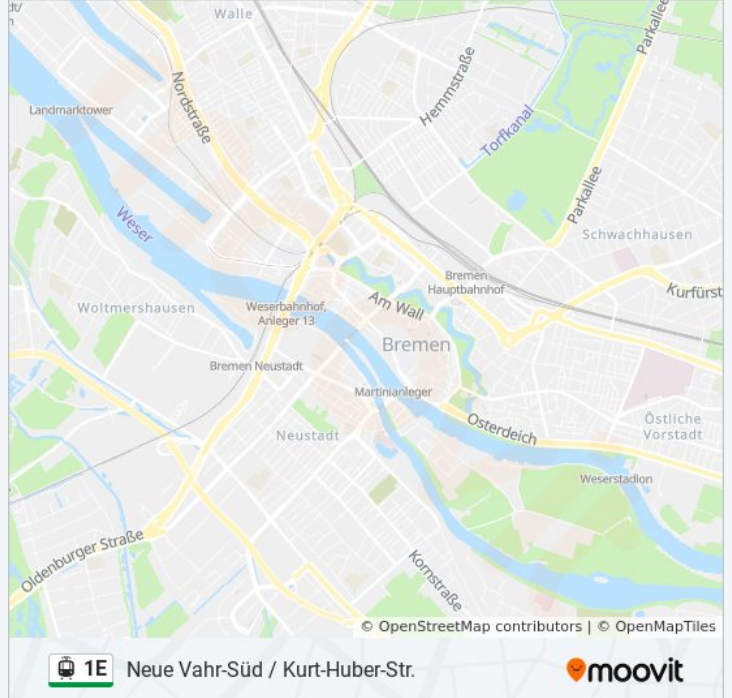 dt/
Walle
Parkallee
Nordstraße
Hemmstraße
Landmarktower
Torfkanal
Parkallee
Weser
Schwachhausen
Bremen
Hauptbahnhof
Kurfürst
Woltmershausen
Weserbahnhof,
Anleger 13
Am Wall
Bremen
Bremen Neustadt
Martinianleger
Neustadt
Osterdeich
Östliche
Vorstadt
Weserstadion
Oldenburger Straße
Kornstraße
© OpenStreetMap contributors | © OpenMapTiles
1E Neue Vahr-Süd / Kurt-Huber-Str.
moovit